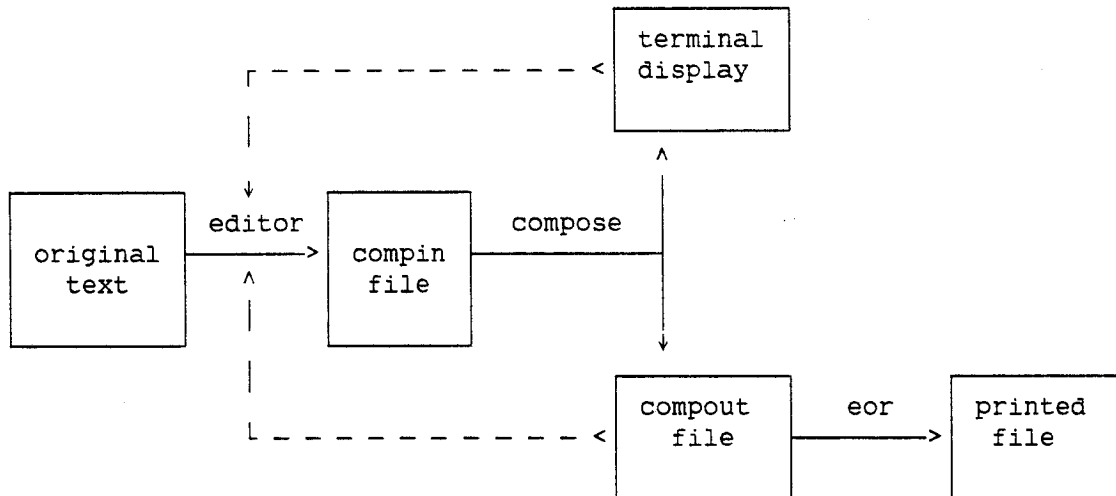 terminal
display
editor
compose
original
text
compin
file
compout
file
eor
printed
file